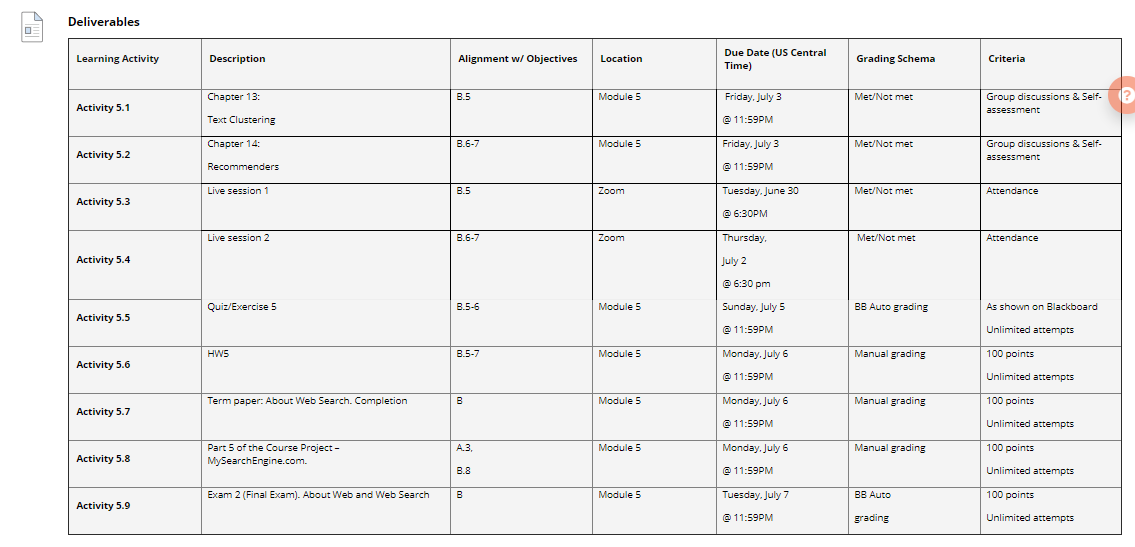 Deliverables
Learning Activity
Description
Alignment w/ Objectives
Location
Due Date (US Central
Time)
Grading Schema
Criteria
Activity 5.1
Chapter 13:
Text Clustering
B.5
Module 5
Friday, July 3
@ 11:59PM
Met/Not met
Group discussions & Self-
assessment
?
Activity 5.2
Chapter 14:
Recommenders
B.6-7
Module 5
Friday, July 3
@ 11:59PM
Met/Not met
Group discussions & Self-
assessment
Activity 5.3
Live session 1
B.5
Zoom
Tuesday, June 30
@ 6:30PM
Met/Not met
Attendance
Activity 5.4
Live session 2
B.6-7
Zoom
Thursday,
July 2
@ 6:30 pm
Met/Not met
Attendance
Activity 5.5
Quiz/Exercise 5
B.5-6
Module 5
Sunday, July 5
@ 11:59PM
BB Auto grading
As shown on Blackboard
Unlimited attempts
Activity 5.6
HW5
B.5-7
Module 5
Monday, July 6
@ 11:59PM
Manual grading
100 points
Unlimited attempts
Activity 5.7
Term paper: About Web Search. Completion
B
Module 5
Monday, July 6
@ 11:59PM
Manual grading
100 points
Unlimited attempts
Activity 5.8
Part 5 of the Course Project –
MySearchEngine.com.
A.3,
B.8
Module 5
Monday, July 6
@ 11:59PM
Manual grading
100 points
Unlimited attempts
Activity 5.9
Exam 2 (Final Exam). About Web and Web Search
B
Module 5
Tuesday, July 7
@ 11:59PM
BB Auto
grading
100 points
Unlimited attempts